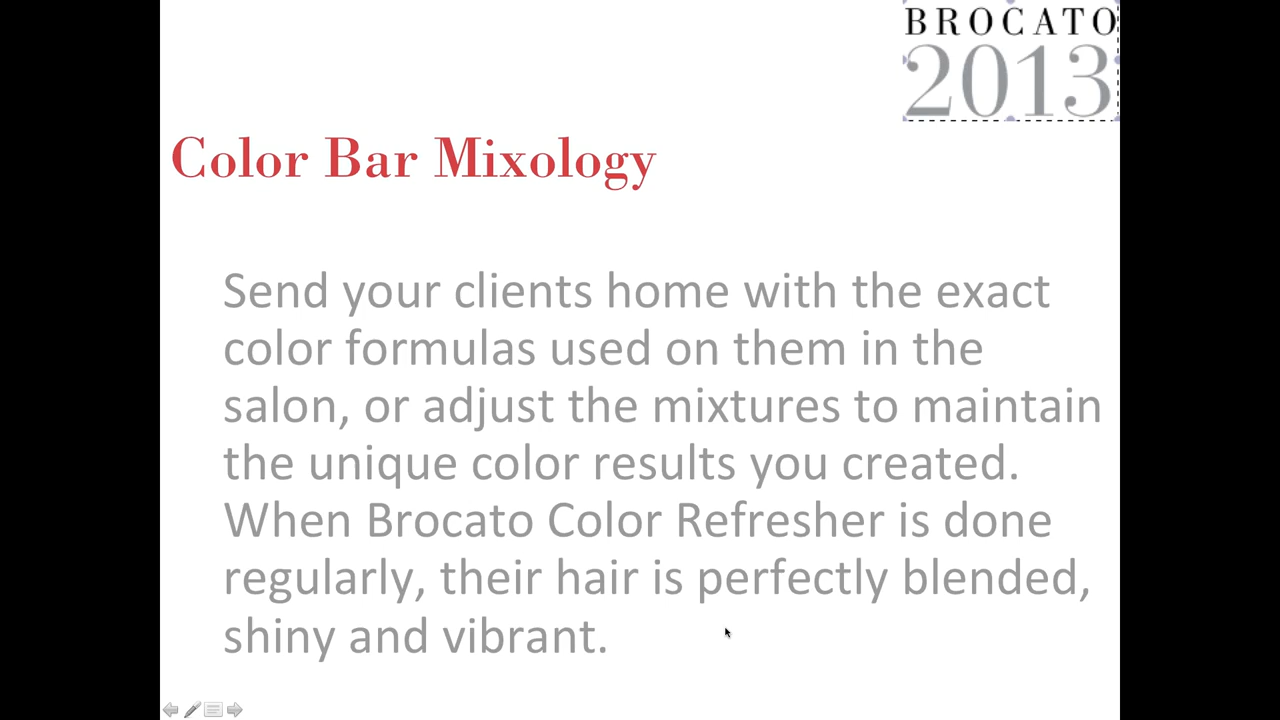 BROCATO
2013
Color Bar Mixology
Send your clients home with the exact
color formulas used on them in the
salon, or adjust the mixtures to maintain
the unique color results you created.
When Brocato Color Refresher is done
regularly, their hair is perfectly blended,
shiny and vibrant.